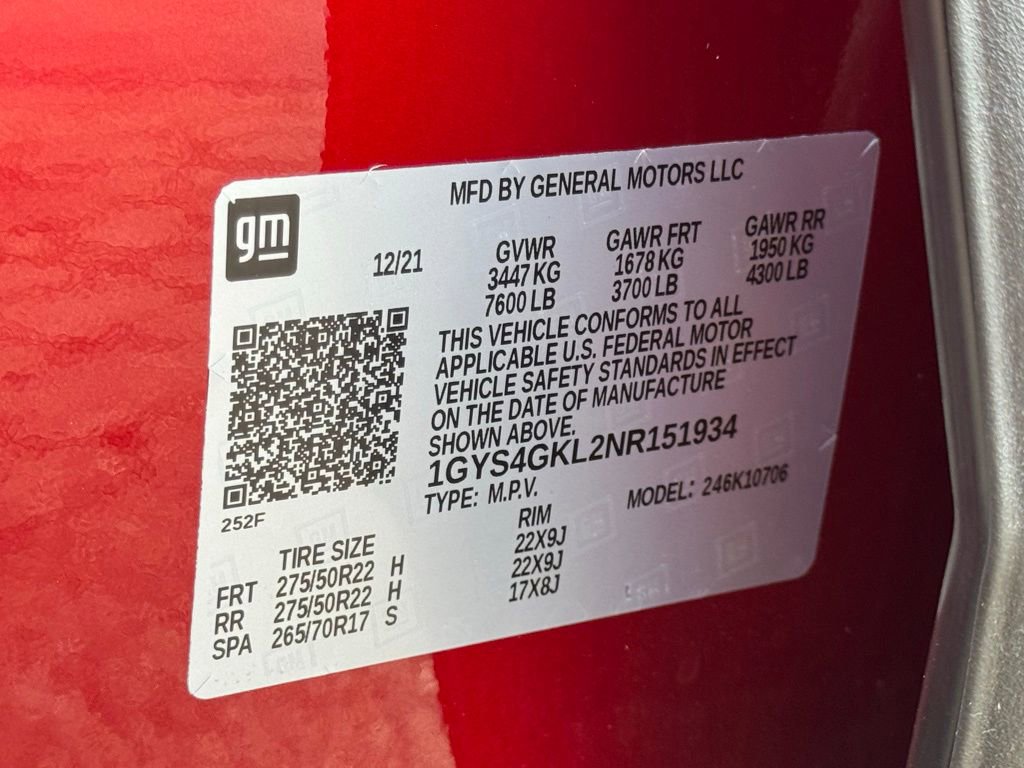 MFD BY GENERAL MOTORS LLC
gm
12/21
GVWR GAWR FRT GAWR RR
3447 KG 1678 KG 1950 KG
7600 LB 3700 LB 4300 LB
THIS VEHICLE CONFORMS TO ALL
APPLICABLE U.S. FEDERAL MOTOR
VEHICLE SAFETY STANDARDS IN EFFECT
ON THE DATE OF MANUFACTURE
SHOWN ABOVE.
1GYS4GKL2NR151934
TYPE: M.P.V. MODEL: 246K10706
252F
TIRE SIZE RIM
FRT 275/50R22 H 22X9J
RR 275/50R22 H 22X9J
SPA 265/70R17 S 17X8J